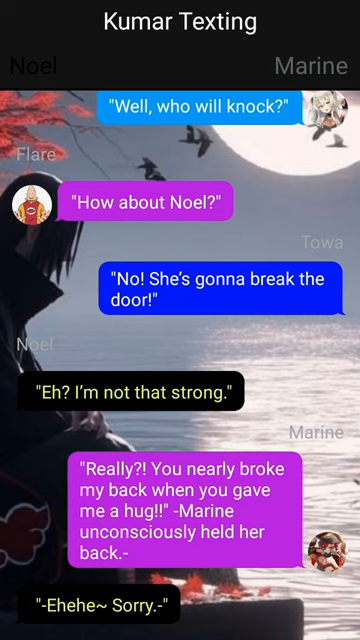 Kumar Texting
Noel
Marine
"Well, who will knock?"
Flare
"How about Noel?"
Towa
"No! She's gonna break the
door!"
Noel
"Eh? I'm not that strong."
Marine
"Really?! You nearly broke
my back when you gave
me a hug!!" -Marine
unconsciously held her
back.-
"-Ehehe~ Sorry.-"